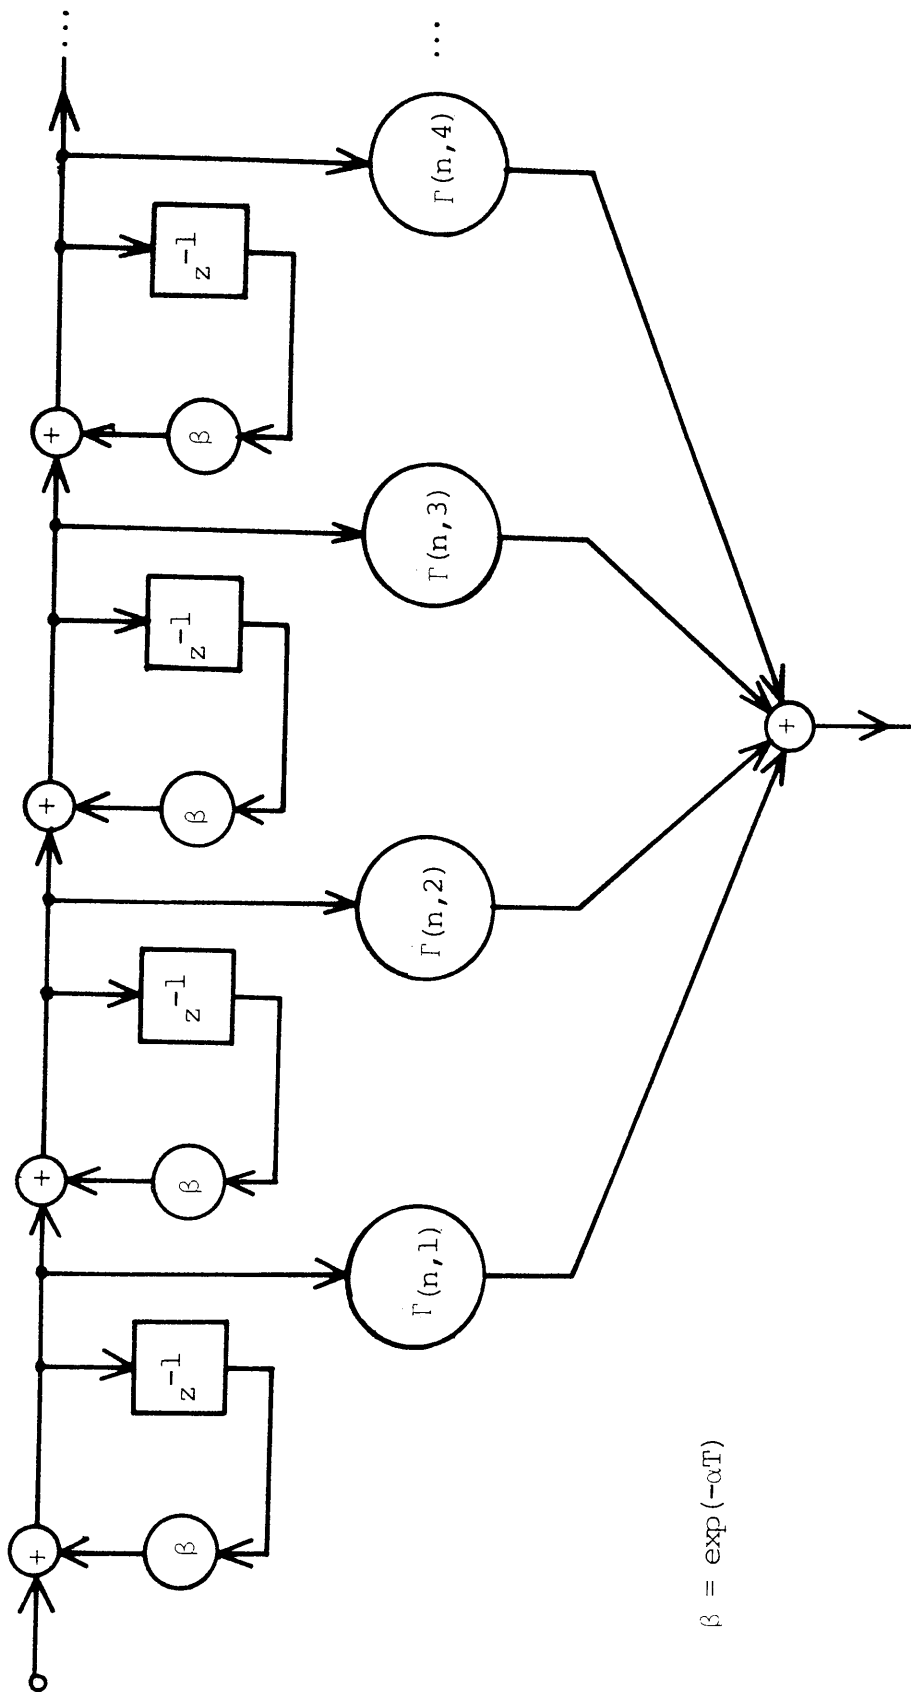 +
+
+
+
...
z⁻¹
z⁻¹
z⁻¹
z⁻¹
β
β
β
β
Γ(n,1)
Γ(n,2)
Γ(n,3)
Γ(n,4)
...
+
β = exp(-αT)